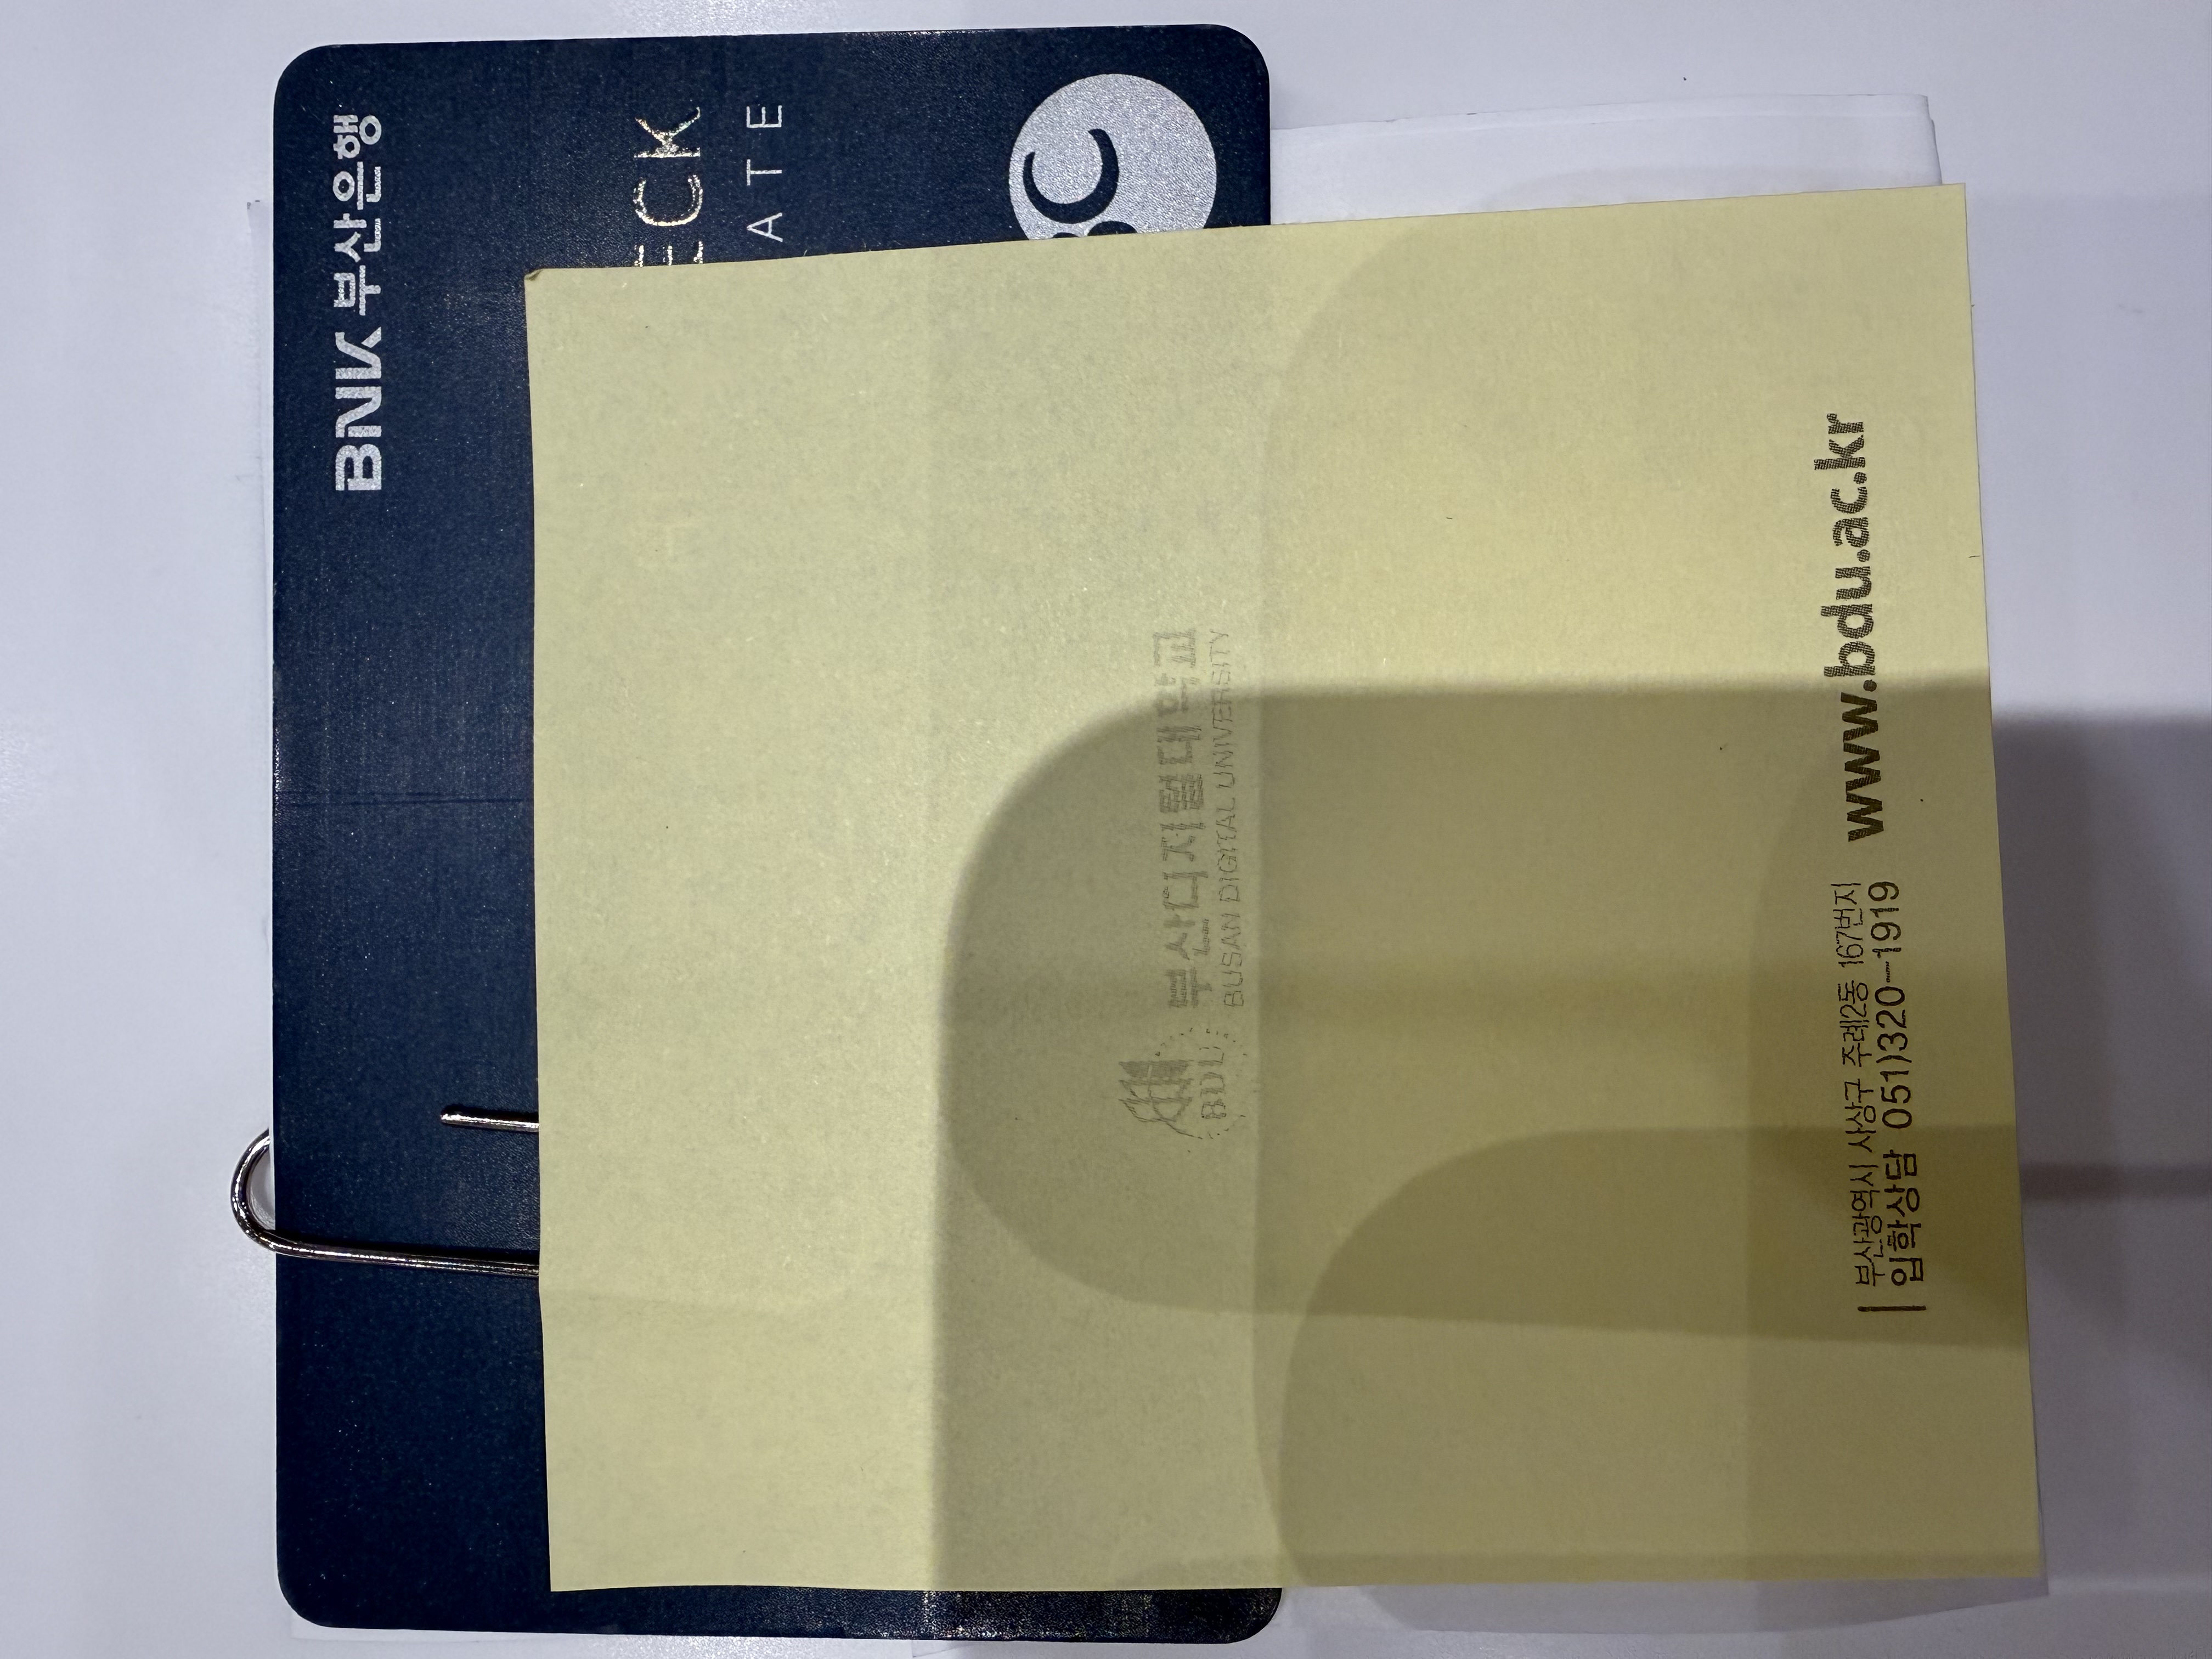 BNK 부산은행
ECK
ATE
BC
부산디지털대학교
BUSAN DIGITAL UNIVERSITY
BDU
부산광역시 사상구 주례2동 167번지
입학상담 051)320-1919
www.bdu.ac.kr